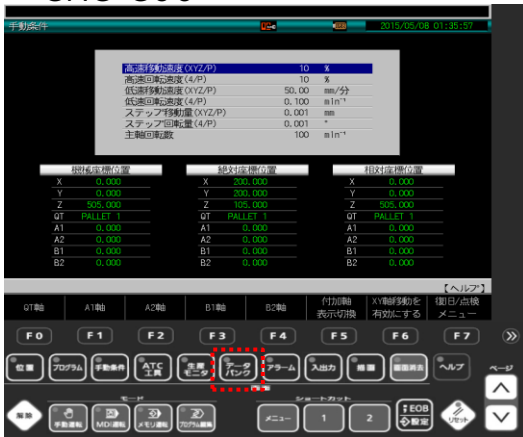 手動条件 2015/05/08 01:35:57
高速移動速度(XYZ/P) 10 %
高速回転速度(4/P) 10 %
低速移動速度(XYZ/P) 50.00 mm/分
低速回転速度(4/P) 0.100 min⁻¹
ステップ移動量(XYZ/P) 0.001 mm
ステップ回転量(4/P) 0.001 °
主軸回転数 100 min⁻¹
機械座標位置 絶対座標位置 相対座標位置
X 0.000 X 200.000 X 0.000
Y 0.000 Y 200.000 Y 0.000
Z 505.000 Z 105.000 Z 505.000
QT PALLET 1 QT PALLET 1 QT PALLET 1
A1 0.000 A1 0.000 A1 0.000
A2 0.000 A2 0.000 A2 0.000
B1 0.000 B1 0.000 B1 0.000
B2 0.000 B2 0.000 B2 0.000
【ヘルプ】
QT軸 A1軸 A2軸 B1軸 B2軸 付加軸 XY軸移動を 復旧/点検
表示切換 有効にする メニュー
F0 F1 F2 F3 F4 F5 F6 F7
位置 プログラム 手動条件 ATC 生産 データ アラーム 入出力 描画 画面消去 ヘルプ ページ
工具 モニタ バンク
画面
モード ショートカット
解除 手動運転 MDI運転 メモリ運転 プログラム編集 メニュー 1 2 EOB リセット
設定